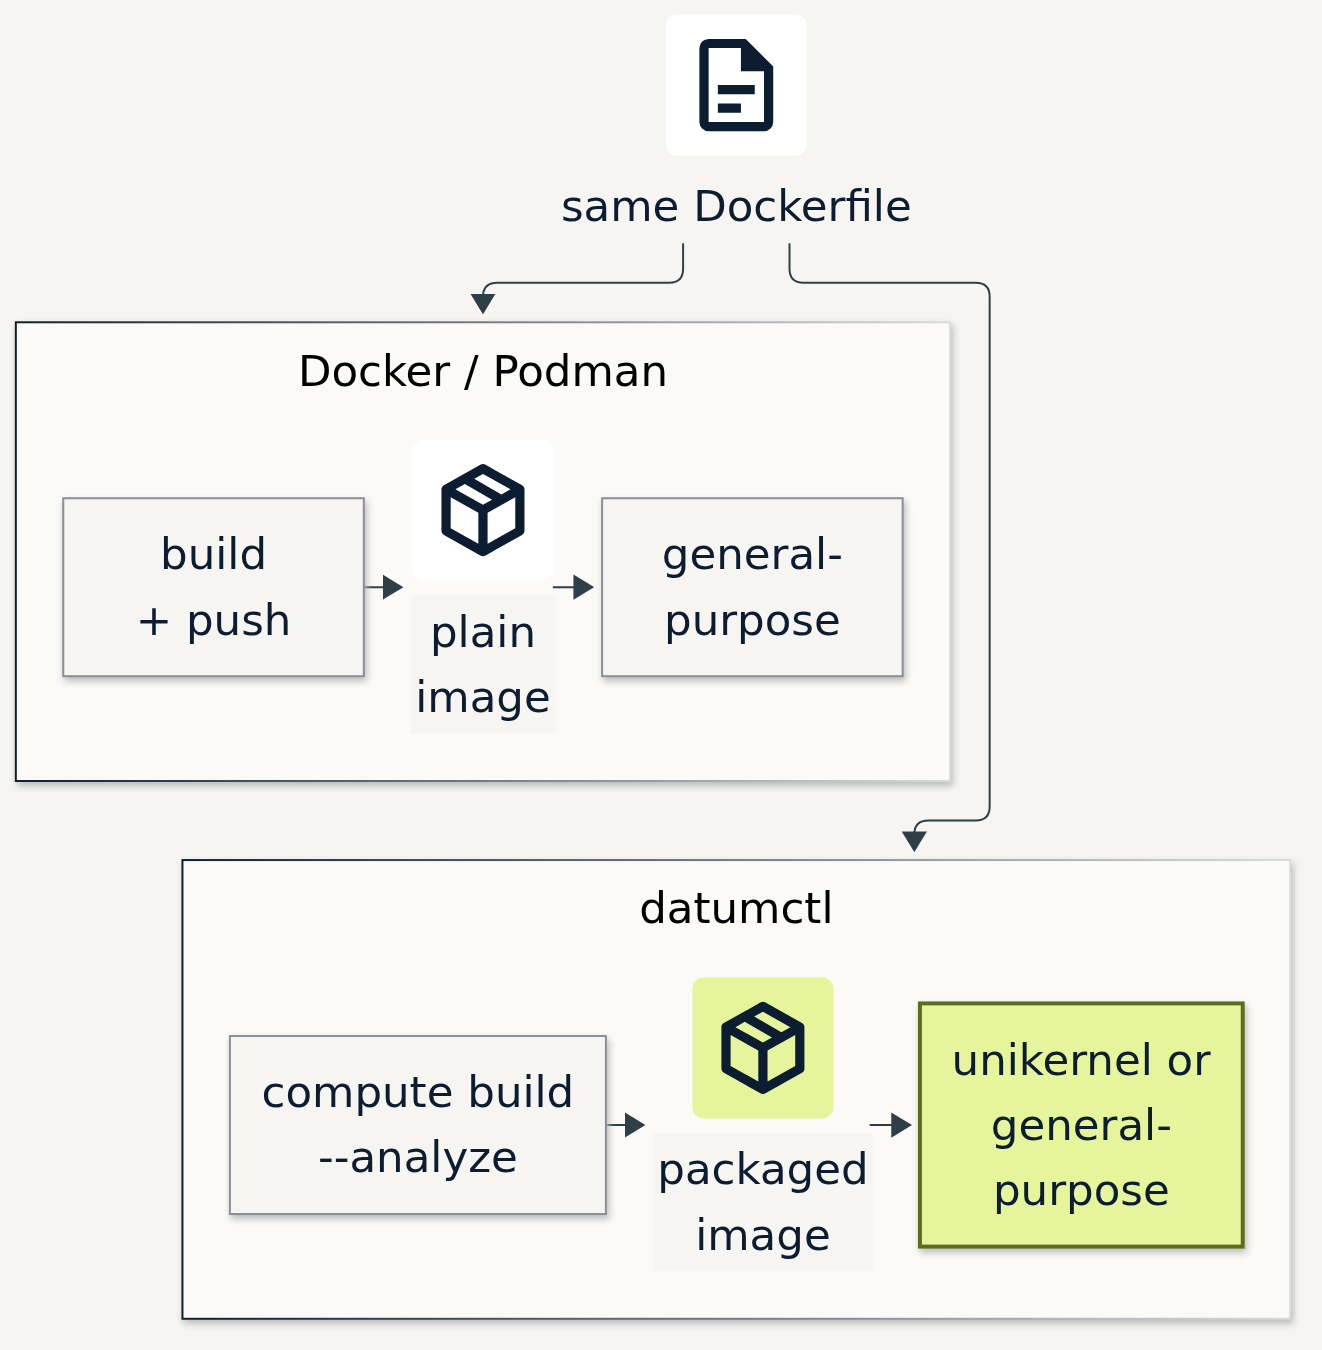 same Dockerfile
Docker / Podman
build
+ push
plain
image
general-
purpose
datumctl
compute build
--analyze
packaged
image
unikernel or
general-
purpose